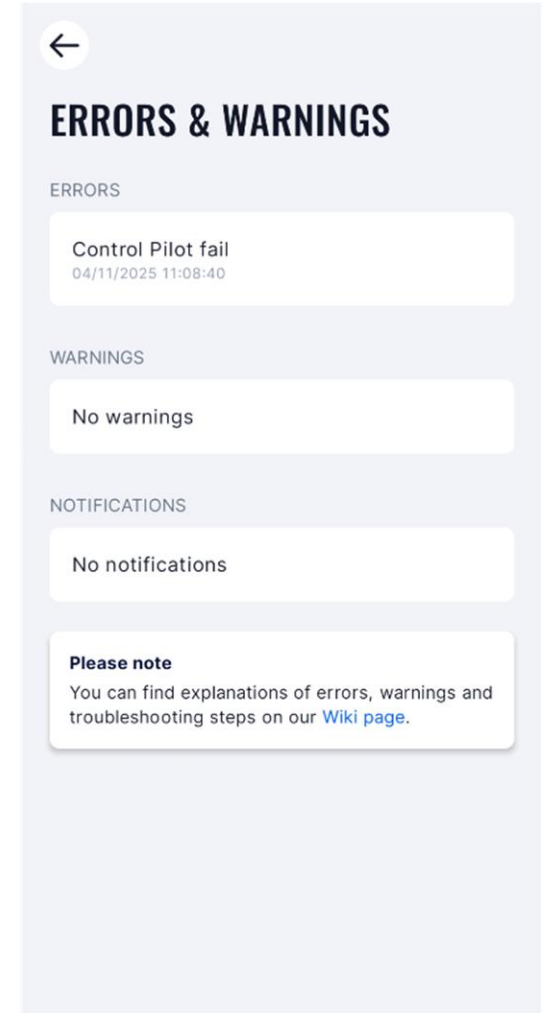 ERRORS & WARNINGS
ERRORS
Control Pilot fail
04/11/2025 11:08:40
WARNINGS
No warnings
NOTIFICATIONS
No notifications
Please note
You can find explanations of errors, warnings and
troubleshooting steps on our Wiki page.